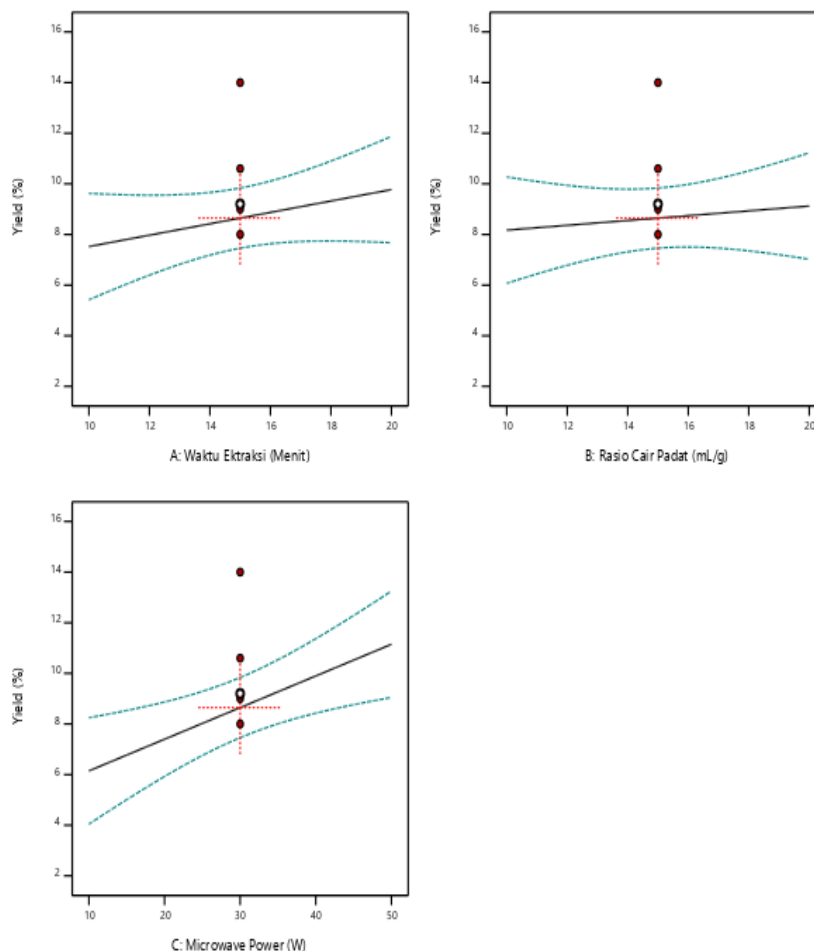 16
14
12
10
8
6
4
2
Yield (%)
10 12 14 16 18 20
A: Waktu Ektraksi (Menit)
16
14
12
10
8
6
4
2
Yield (%)
10 12 14 16 18 20
B: Rasio Cair Padat (mL/g)
16
14
12
10
8
6
4
2
Yield (%)
10 20 30 40 50
C: Microwave Power (W)